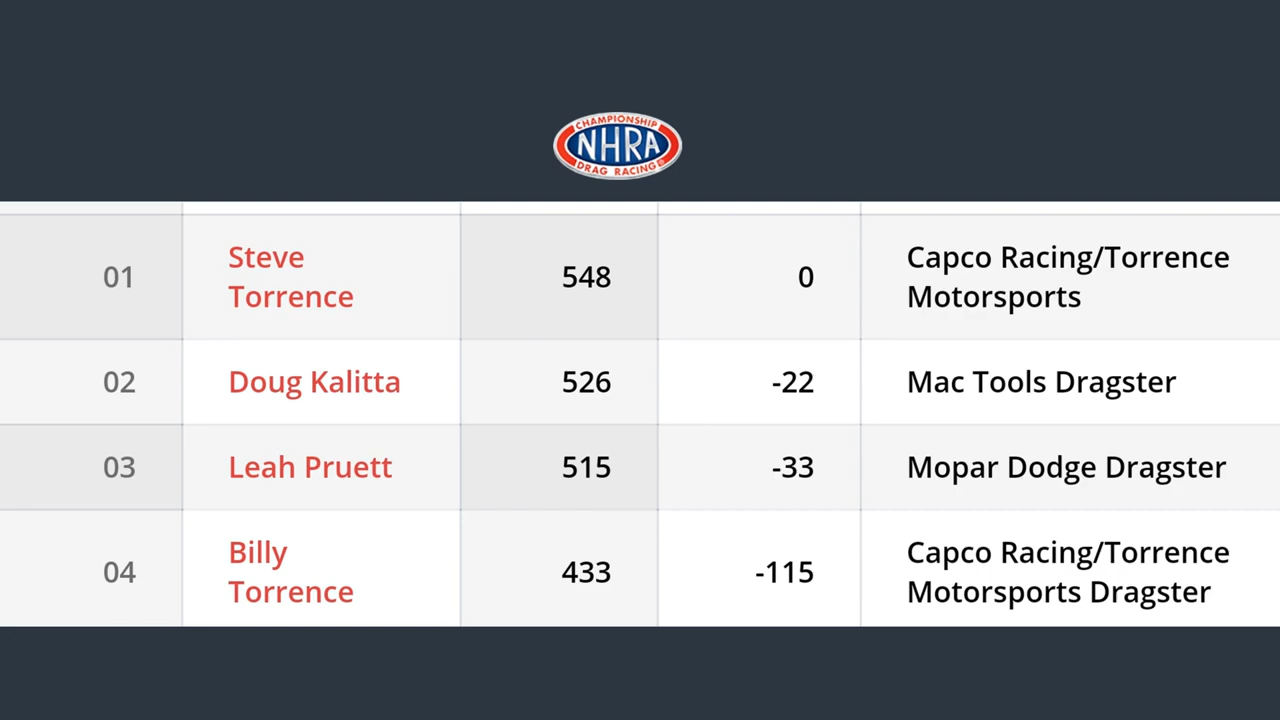 CHAMPIONSHIP
NHRA
DRAG RACING
01 Steve Torrence 548 0 Capco Racing/Torrence Motorsports
02 Doug Kalitta 526 -22 Mac Tools Dragster
03 Leah Pruett 515 -33 Mopar Dodge Dragster
04 Billy Torrence 433 -115 Capco Racing/Torrence Motorsports Dragster